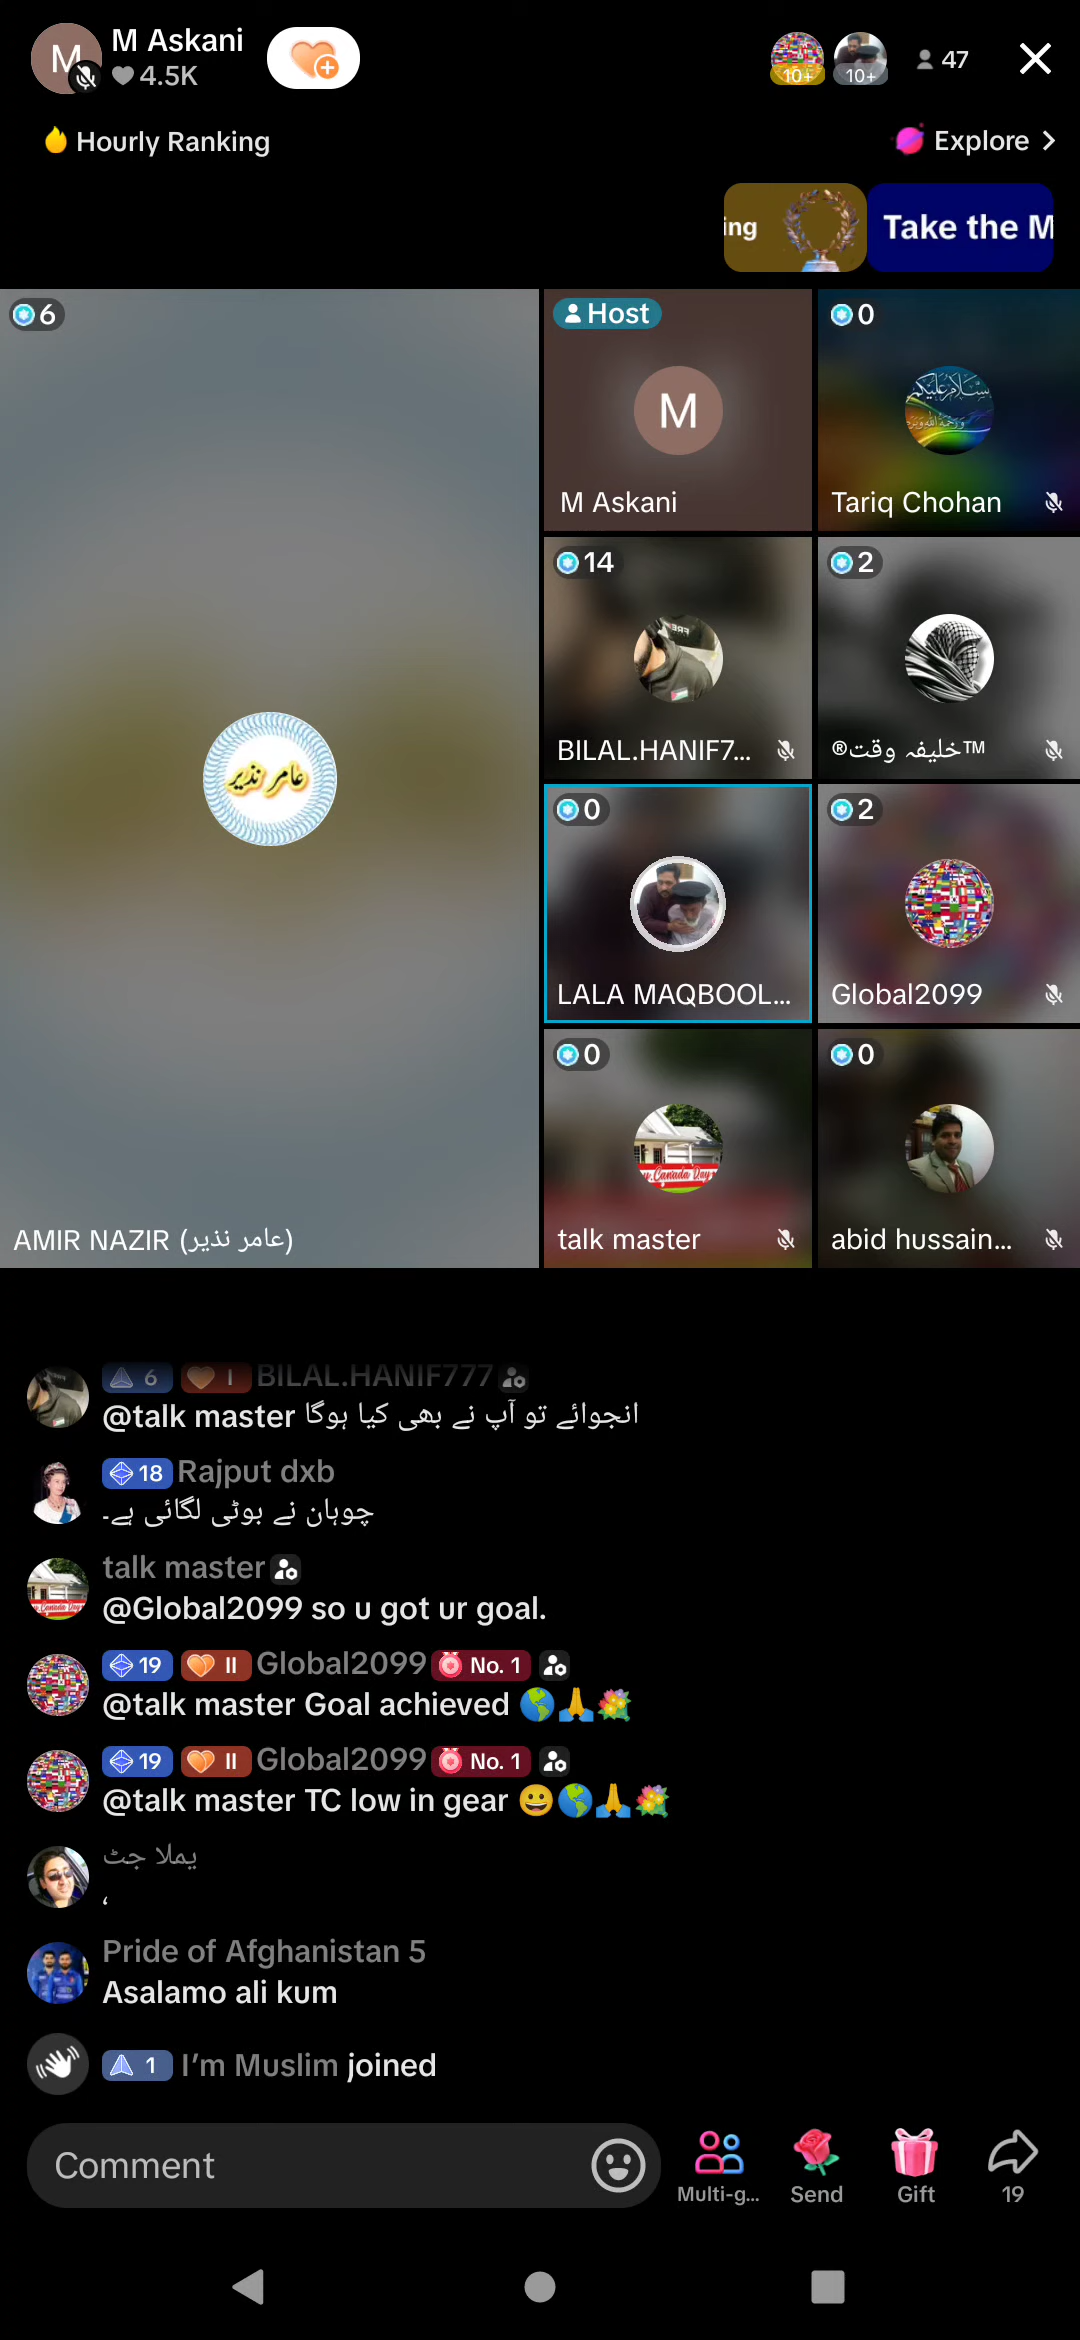 M
M Askani
4.5K
10+
10+
47
Hourly Ranking
Explore
ing
Take the M
6
عامر نذیر
AMIR NAZIR (عامر نذیر)
Host
M
M Askani
0
Tariq Chohan
14
BILAL.HANIF7...
2
®خلیفہ وقت™
0
LALA MAQBOOL...
2
Global2099
0
Canada Day
talk master
0
abid hussain...
6 I BILAL.HANIF777
@talk master انجوائے تو آپ نے بھی کیا ہوگا
18 Rajput dxb
چوہان نے بوٹی لگائی ہے۔
talk master
@Global2099 so u got ur goal.
19 II Global2099 No. 1
@talk master Goal achieved 🌎🙏💐
19 II Global2099 No. 1
@talk master TC low in gear 😀🌎🙏💐
یملا جٹ
،
Pride of Afghanistan 5
Asalamo ali kum
1 I'm Muslim joined
Comment
Multi-g...
Send
Gift
19